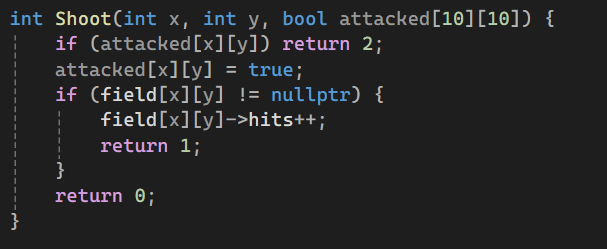 int Shoot(int x, int y, bool attacked[10][10]) {
    if (attacked[x][y]) return 2;
    attacked[x][y] = true;
    if (field[x][y] != nullptr) {
        field[x][y]->hits++;
        return 1;
    }
    return 0;
}